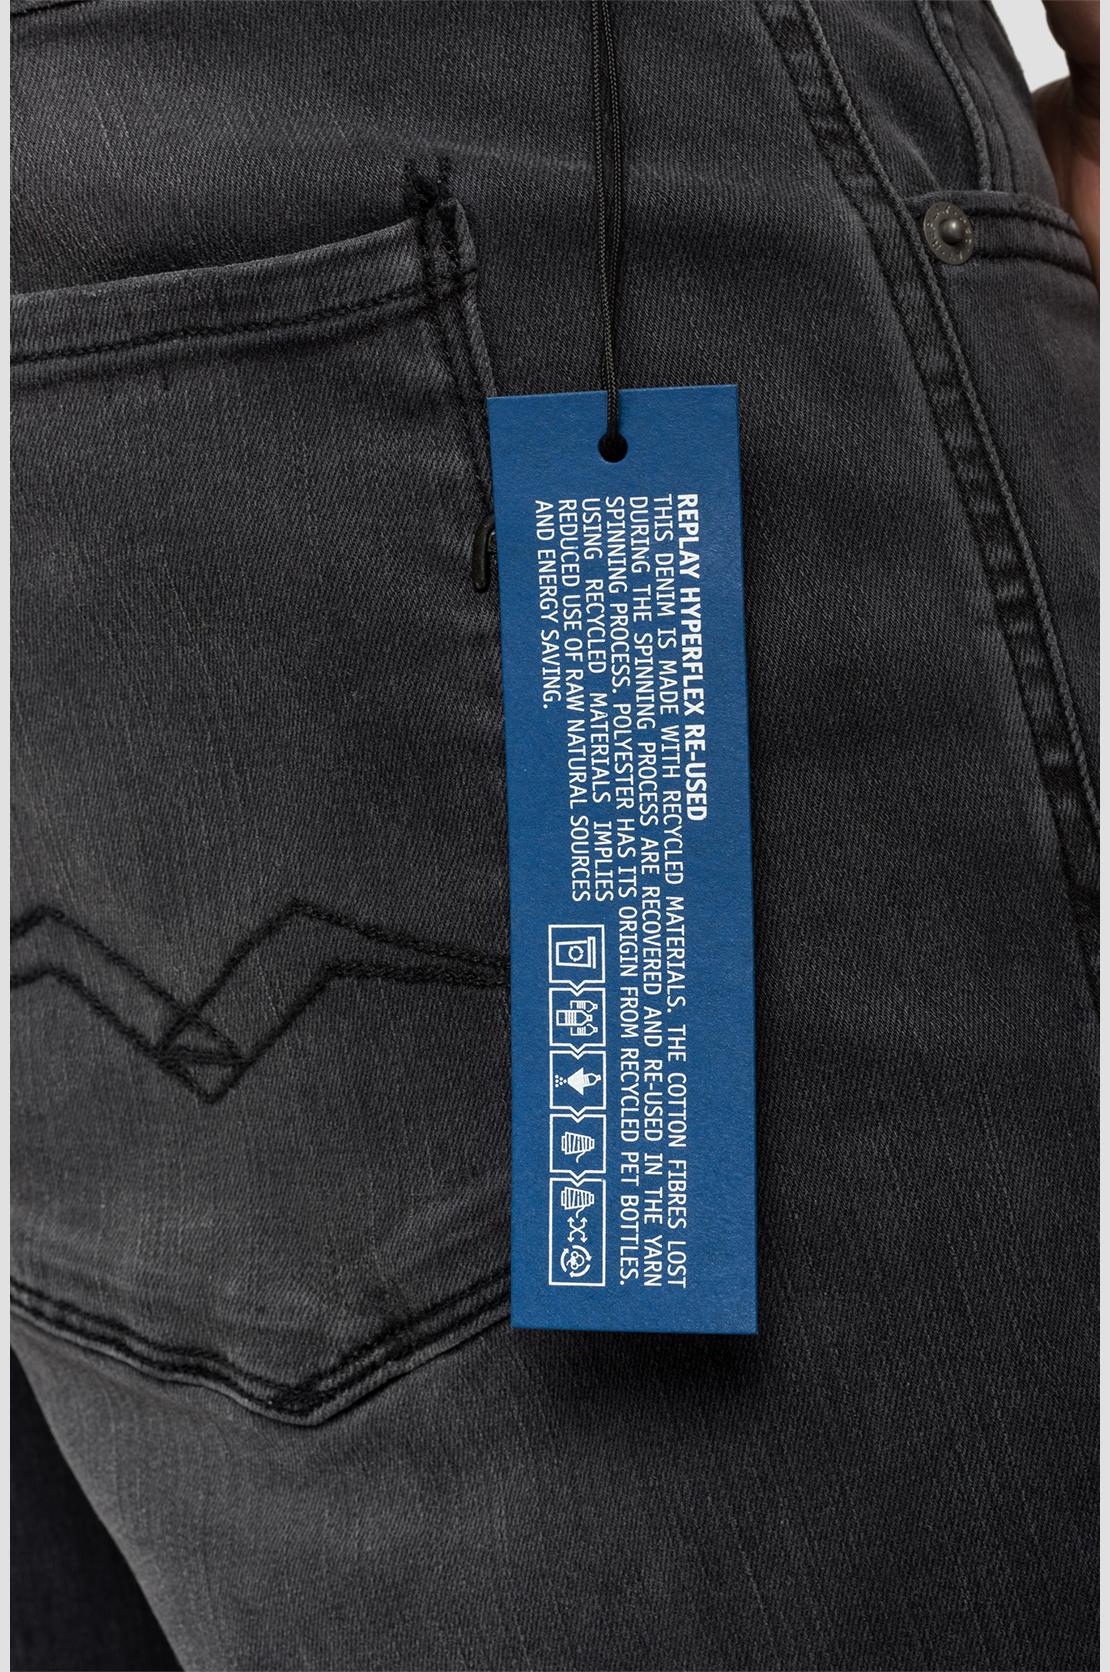 REPLAY HYPERFLEX RE-USED
THIS DENIM IS MADE WITH RECYCLED MATERIALS. THE COTTON FIBRES LOST
DURING THE SPINNING PROCESS ARE RECOVERED AND RE-USED IN THE YARN
SPINNING PROCESS. POLYESTER HAS ITS ORIGIN FROM RECYCLED PET BOTTLES.
USING RECYCLED MATERIALS IMPLIES
REDUCED USE OF RAW NATURAL SOURCES
AND ENERGY SAVING.